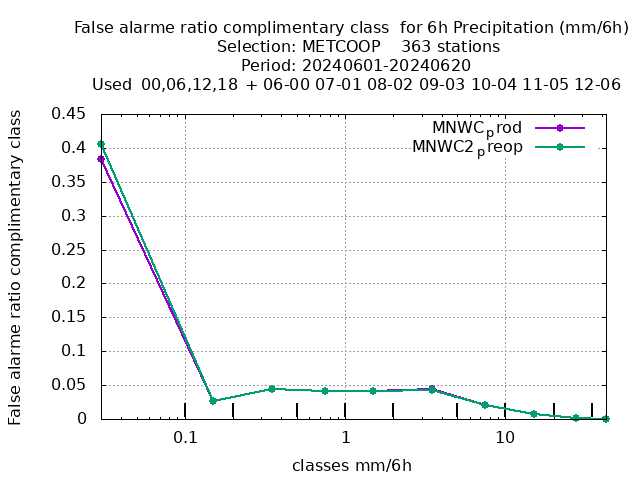 False alarme ratio complimentary class  for 6h Precipitation (mm/6h)
Selection: METCOOP    363 stations
Period: 20240601-20240620
Used  00,06,12,18  + 06-00 07-01 08-02 09-03 10-04 11-05 12-06
False alarme ratio complimentary class
0.45
0.4
0.35
0.3
0.25
0.2
0.15
0.1
0.05
0
MNWCprod
MNWC2preop
0.1
1
10
classes mm/6h